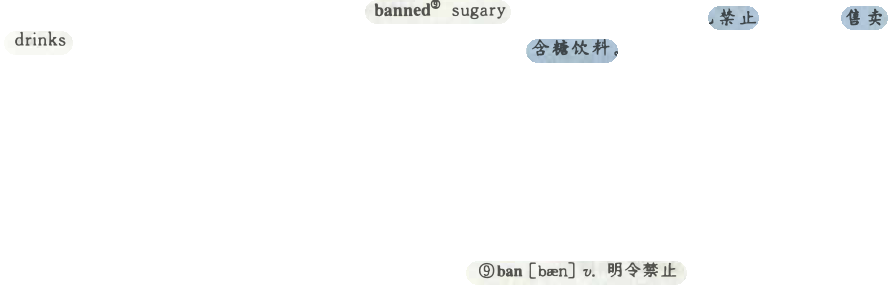 banned⑨ sugary
drinks
禁止 售卖
含糖饮料。
⑨ban [bæn] v. 明令禁止